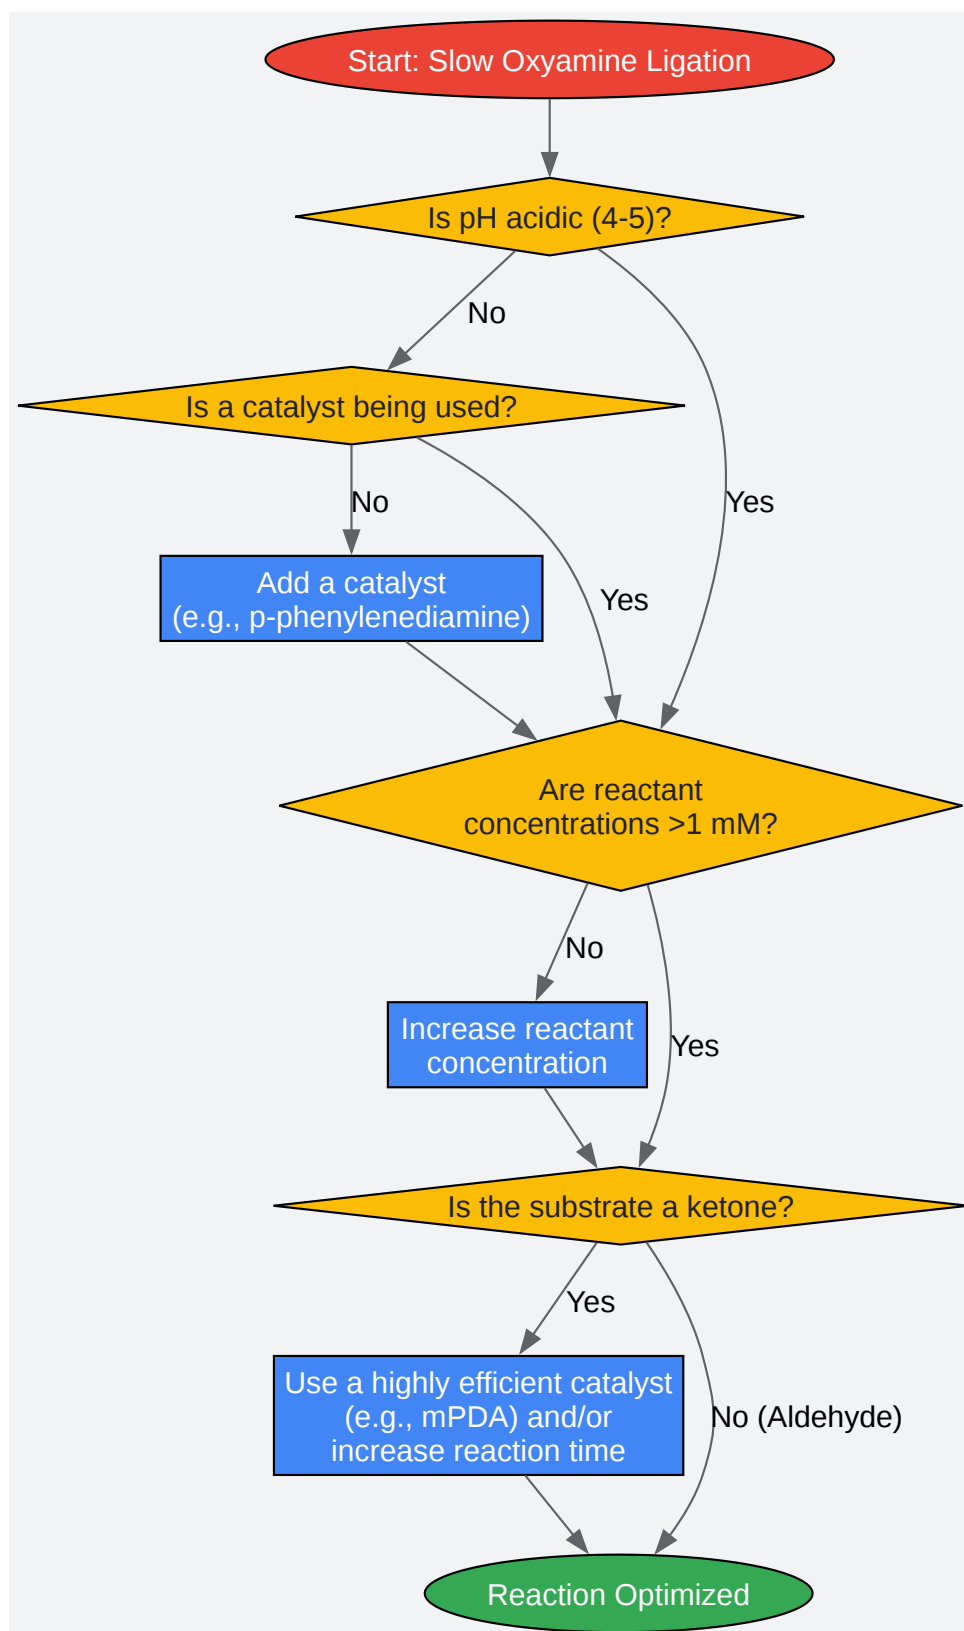 Start: Slow Oxyamine Ligation
Is pH acidic (4-5)?
No
Is a catalyst being used?
No
Yes
Add a catalyst
(e.g., p-phenylenediamine)
Yes
Are reactant
concentrations >1 mM?
No
Increase reactant
concentration
Yes
Is the substrate a ketone?
Yes
Use a highly efficient catalyst
(e.g., mPDA) and/or
increase reaction time
No (Aldehyde)
Reaction Optimized